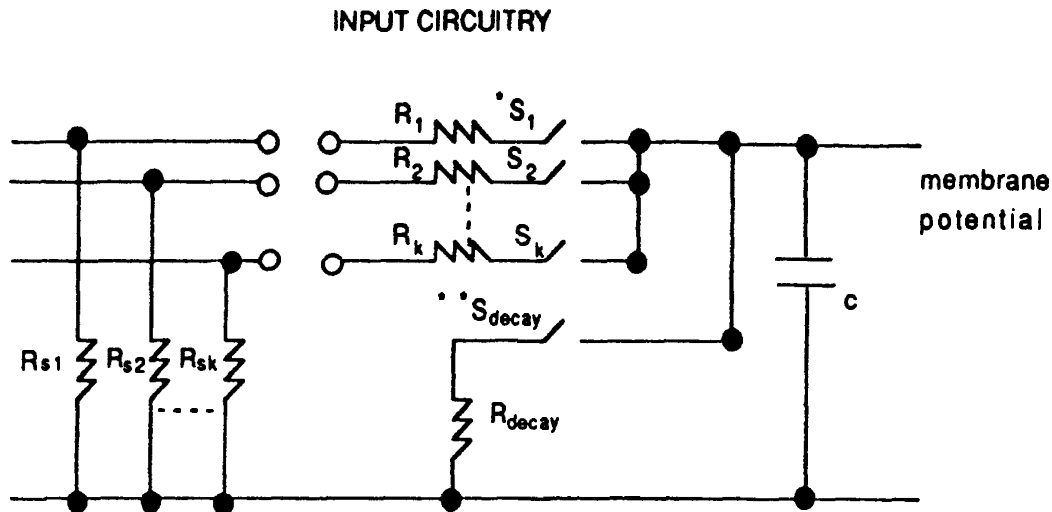 INPUT CIRCUITRY
R1 *S1
R2 S2
Rk Sk
membrane
potential
**Sdecay
c
Rs1 Rs2 Rsk
Rdecay